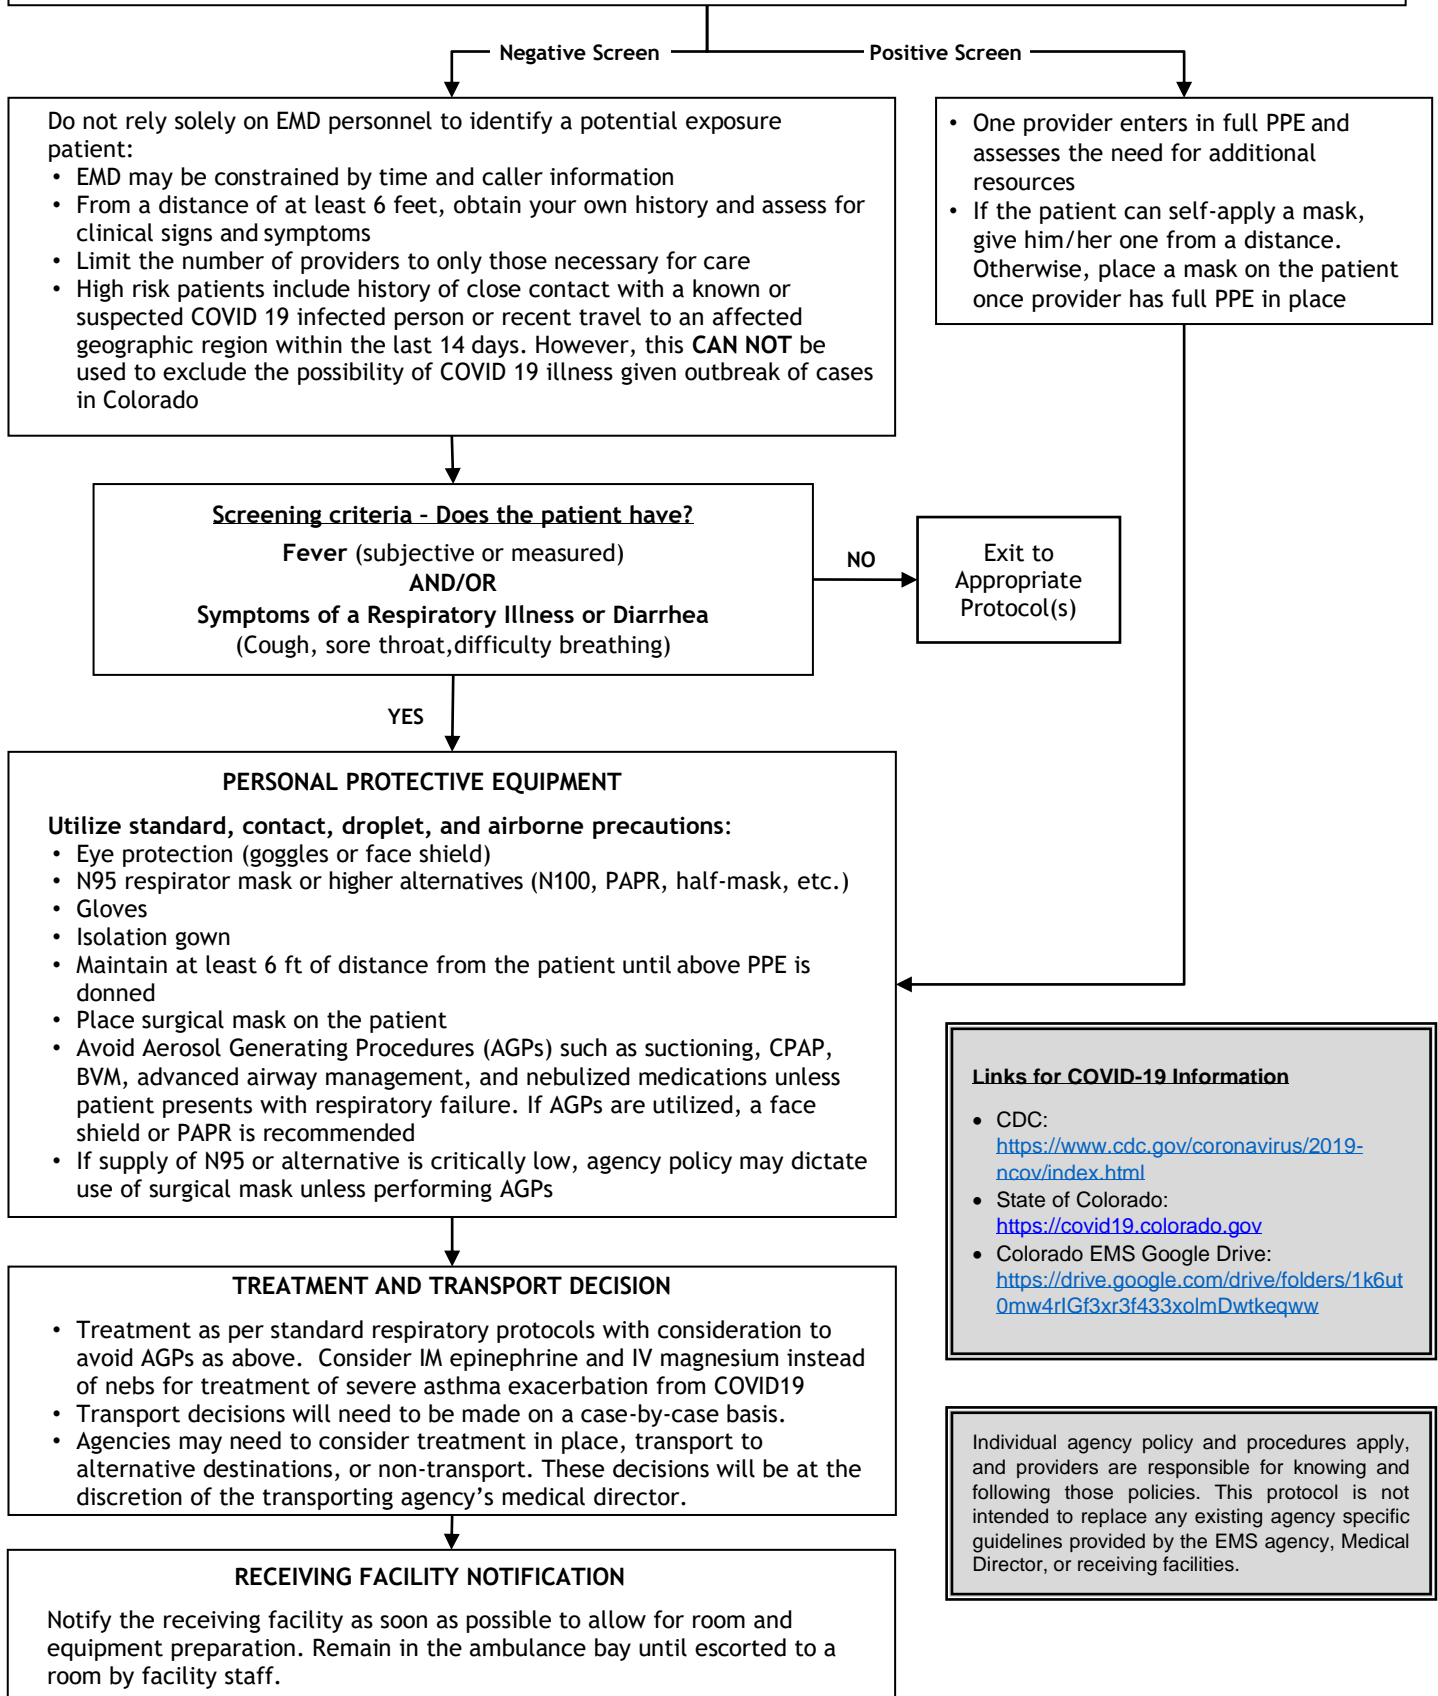 Negative Screen
Positive Screen
Do not rely solely on EMD personnel to identify a potential exposure
patient:
• EMD may be constrained by time and caller information
• From a distance of at least 6 feet, obtain your own history and assess for
clinical signs and symptoms
• Limit the number of providers to only those necessary for care
• High risk patients include history of close contact with a known or
suspected COVID 19 infected person or recent travel to an affected
geographic region within the last 14 days. However, this CAN NOT be
used to exclude the possibility of COVID 19 illness given outbreak of cases
in Colorado
• One provider enters in full PPE and
assesses the need for additional
resources
• If the patient can self-apply a mask,
give him/her one from a distance.
Otherwise, place a mask on the patient
once provider has full PPE in place
Screening criteria – Does the patient have?
Fever (subjective or measured)
AND/OR
Symptoms of a Respiratory Illness or Diarrhea
(Cough, sore throat,difficulty breathing)
NO
Exit to
Appropriate
Protocol(s)
YES
PERSONAL PROTECTIVE EQUIPMENT
Utilize standard, contact, droplet, and airborne precautions:
• Eye protection (goggles or face shield)
• N95 respirator mask or higher alternatives (N100, PAPR, half-mask, etc.)
• Gloves
• Isolation gown
• Maintain at least 6 ft of distance from the patient until above PPE is
donned
• Place surgical mask on the patient
• Avoid Aerosol Generating Procedures (AGPs) such as suctioning, CPAP,
BVM, advanced airway management, and nebulized medications unless
patient presents with respiratory failure. If AGPs are utilized, a face
shield or PAPR is recommended
• If supply of N95 or alternative is critically low, agency policy may dictate
use of surgical mask unless performing AGPs
Links for COVID-19 Information
• CDC:
https://www.cdc.gov/coronavirus/2019-
ncov/index.html
• State of Colorado:
https://covid19.colorado.gov
• Colorado EMS Google Drive:
https://drive.google.com/drive/folders/1k6ut
0mw4rIGf3xr3f433xolmDwtkeqww
TREATMENT AND TRANSPORT DECISION
• Treatment as per standard respiratory protocols with consideration to
avoid AGPs as above.  Consider IM epinephrine and IV magnesium instead
of nebs for treatment of severe asthma exacerbation from COVID19
• Transport decisions will need to be made on a case-by-case basis.
• Agencies may need to consider treatment in place, transport to
alternative destinations, or non-transport. These decisions will be at the
discretion of the transporting agency's medical director.
Individual agency policy and procedures apply,
and providers are responsible for knowing and
following those policies. This protocol is not
intended to replace any existing agency specific
guidelines provided by the EMS agency, Medical
Director, or receiving facilities.
RECEIVING FACILITY NOTIFICATION
Notify the receiving facility as soon as possible to allow for room and
equipment preparation. Remain in the ambulance bay until escorted to a
room by facility staff.